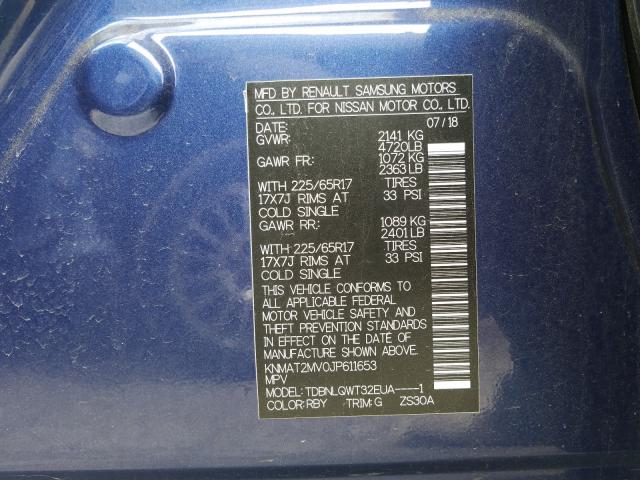 MFD BY RENAULT SAMSUNG MOTORS
CO., LTD. FOR NISSAN MOTOR CO., LTD.
DATE: 07/18
GVWR: 2141 KG
4720LB
GAWR FR: 1072 KG
2363LB
WITH 225/65R17 TIRES
17X7J RIMS AT 33 PSI
COLD SINGLE
GAWR RR: 1089 KG
2401LB
WITH 225/65R17 TIRES
17X7J RIMS AT 33 PSI
COLD SINGLE
THIS VEHICLE CONFORMS TO
ALL APPLICABLE FEDERAL
MOTOR VEHICLE SAFETY AND
THEFT PREVENTION STANDARDS
IN EFFECT ON THE DATE OF
MANUFACTURE SHOWN ABOVE.
KNMAT2MV0JP611653
MPV
MODEL: TDBNLQWT32EUA----1
COLOR:RBY TRIM:G ZS30A